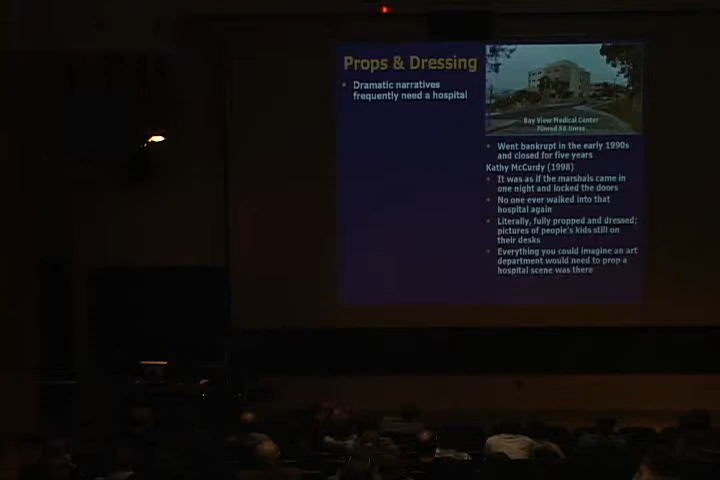 Props & Dressing
Dramatic narratives
frequently need a hospital
Bay View Medical Center
Filmed 58 times
Went bankrupt in the early 1990s
and closed for five years
Kathy McCurdy (1998)
It was as if the marshals came in
one night and locked the doors
No one ever walked into that
hospital again
Literally, fully propped and dressed;
pictures of people's kids still on
their desks
Everything you could imagine an art
department would need to prop a
hospital scene was there